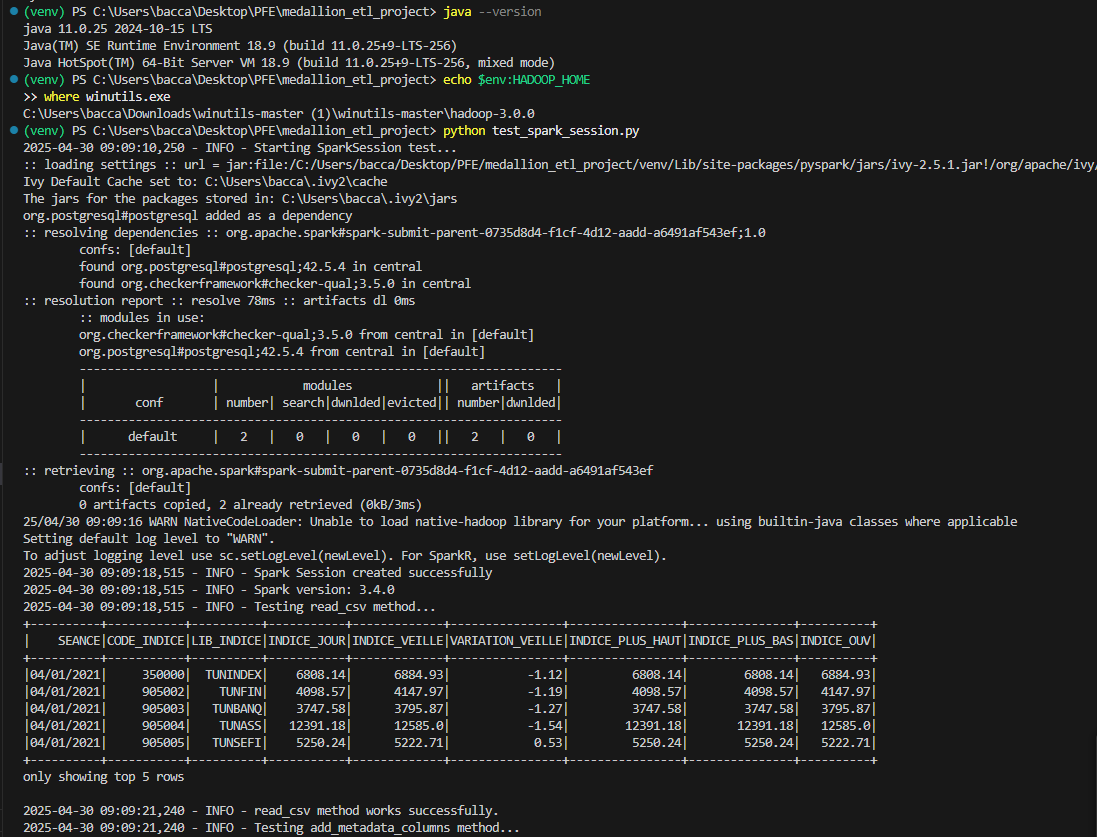 (venv) PS C:\Users\bacca\Desktop\PFE\medallion_etl_project> java --version
java 11.0.25 2024-10-15 LTS
Java(TM) SE Runtime Environment 18.9 (build 11.0.25+9-LTS-256)
Java HotSpot(TM) 64-Bit Server VM 18.9 (build 11.0.25+9-LTS-256, mixed mode)
(venv) PS C:\Users\bacca\Desktop\PFE\medallion_etl_project> echo $env:HADOOP_HOME
>> where winutils.exe
C:\Users\bacca\Downloads\winutils-master (1)\winutils-master\hadoop-3.0.0
(venv) PS C:\Users\bacca\Desktop\PFE\medallion_etl_project> python test_spark_session.py
2025-04-30 09:09:10,250 - INFO - Starting SparkSession test...
:: loading settings :: url = jar:file:/C:/Users/bacca/Desktop/PFE/medallion_etl_project/venv/Lib/site-packages/pyspark/jars/ivy-2.5.1.jar!/org/apache/ivy/
Ivy Default Cache set to: C:\Users\bacca\.ivy2\cache
The jars for the packages stored in: C:\Users\bacca\.ivy2\jars
org.postgresql#postgresql added as a dependency
:: resolving dependencies :: org.apache.spark#spark-submit-parent-0735d8d4-f1cf-4d12-aadd-a6491af543ef;1.0
        confs: [default]
        found org.postgresql#postgresql;42.5.4 in central
        found org.checkerframework#checker-qual;3.5.0 in central
:: resolution report :: resolve 78ms :: artifacts dl 0ms
        :: modules in use:
        org.checkerframework#checker-qual;3.5.0 from central in [default]
        org.postgresql#postgresql;42.5.4 from central in [default]
        ---------------------------------------------------------------------
        |                  |            modules            ||   artifacts   |
        |       conf       | number| search|dwnlded|evicted|| number|dwnlded|
        ---------------------------------------------------------------------
        |      default     |   2   |   0   |   0   |   0   ||   2   |   0   |
        ---------------------------------------------------------------------
:: retrieving :: org.apache.spark#spark-submit-parent-0735d8d4-f1cf-4d12-aadd-a6491af543ef
        confs: [default]
        0 artifacts copied, 2 already retrieved (0kB/3ms)
25/04/30 09:09:16 WARN NativeCodeLoader: Unable to load native-hadoop library for your platform... using builtin-java classes where applicable
Setting default log level to "WARN".
To adjust logging level use sc.setLogLevel(newLevel). For SparkR, use setLogLevel(newLevel).
2025-04-30 09:09:18,515 - INFO - Spark Session created successfully
2025-04-30 09:09:18,515 - INFO - Spark version: 3.4.0
2025-04-30 09:09:18,515 - INFO - Testing read_csv method...
+----------+-----------+----------+-----------+-------------+----------------+----------------+---------------+----------+
|    SEANCE|CODE_INDICE|LIB_INDICE|INDICE_JOUR|INDICE_VEILLE|VARIATION_VEILLE|INDICE_PLUS_HAUT|INDICE_PLUS_BAS|INDICE_OUV|
+----------+-----------+----------+-----------+-------------+----------------+----------------+---------------+----------+
|04/01/2021|     350000|  TUNINDEX|    6808.14|      6884.93|           -1.12|         6808.14|        6808.14|   6884.93|
|04/01/2021|     905002|    TUNFIN|    4098.57|      4147.97|           -1.19|         4098.57|        4098.57|   4147.97|
|04/01/2021|     905003|   TUNBANQ|    3747.58|      3795.87|           -1.27|         3747.58|        3747.58|   3795.87|
|04/01/2021|     905004|    TUNASS|   12391.18|      12585.0|           -1.54|        12391.18|       12391.18|   12585.0|
|04/01/2021|     905005|   TUNSEFI|    5250.24|      5222.71|            0.53|         5250.24|        5250.24|   5222.71|
+----------+-----------+----------+-----------+-------------+----------------+----------------+---------------+----------+
only showing top 5 rows
2025-04-30 09:09:21,240 - INFO - read_csv method works successfully.
2025-04-30 09:09:21,240 - INFO - Testing add_metadata_columns method...